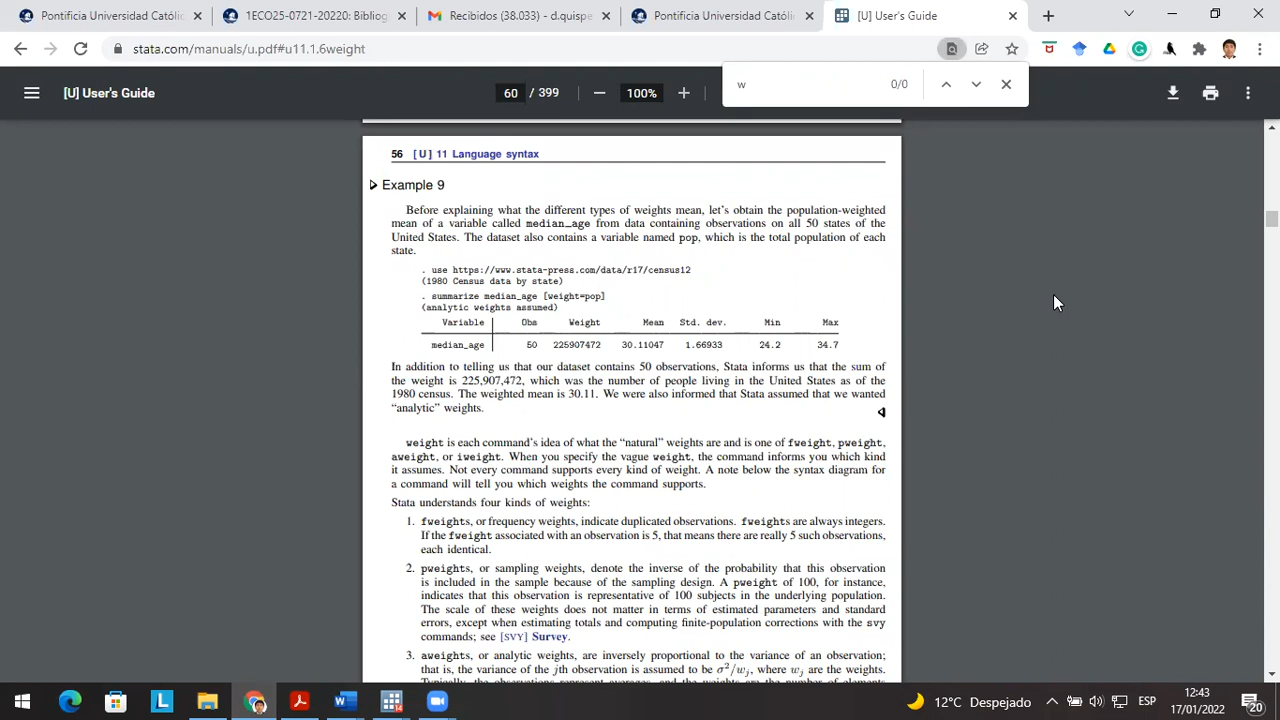 Pontificia Universidad Catolic
1ECO25-0721-20220: Bibliog
Recibidos (38.033) - d.quispe
Pontificia Universidad Catoli
[U] User's Guide
stata.com/manuals/u.pdf#u11.1.6weight
w
0/0
[U] User's Guide
60 / 399
100%
56 [ U ] 11 Language syntax
Example 9
Before explaining what the different types of weights mean, let's obtain the population-weighted
mean of a variable called median_age from data containing observations on all 50 states of the
United States. The dataset also contains a variable named pop, which is the total population of each
state.
. use https://www.stata-press.com/data/r17/census12
(1980 Census data by state)
. summarize median_age [weight=pop]
(analytic weights assumed)
Variable Obs Weight Mean Std. dev. Min Max
median_age 50 225907472 30.11047 1.66933 24.2 34.7
In addition to telling us that our dataset contains 50 observations, Stata informs us that the sum of
the weight is 225,907,472, which was the number of people living in the United States as of the
1980 census. The weighted mean is 30.11. We were also informed that Stata assumed that we wanted
“analytic” weights.
weight is each command's idea of what the “natural” weights are and is one of fweight, pweight,
aweight, or iweight. When you specify the vague weight, the command informs you which kind
it assumes. Not every command supports every kind of weight. A note below the syntax diagram for
a command will tell you which weights the command supports.
Stata understands four kinds of weights:
1. fweights, or frequency weights, indicate duplicated observations. fweights are always integers.
If the fweight associated with an observation is 5, that means there are really 5 such observations,
each identical.
2. pweights, or sampling weights, denote the inverse of the probability that this observation
is included in the sample because of the sampling design. A pweight of 100, for instance,
indicates that this observation is representative of 100 subjects in the underlying population.
The scale of these weights does not matter in terms of estimated parameters and standard
errors, except when estimating totals and computing finite-population corrections with the svy
commands; see [SVY] Survey.
3. aweights, or analytic weights, are inversely proportional to the variance of an observation;
that is, the variance of the jth observation is assumed to be σ²/wⱼ, where wⱼ are the weights.
Typically, the observations represent averages, and the weights are the number of elements
12°C Despejado
ESP
12:43
17/01/2022
20